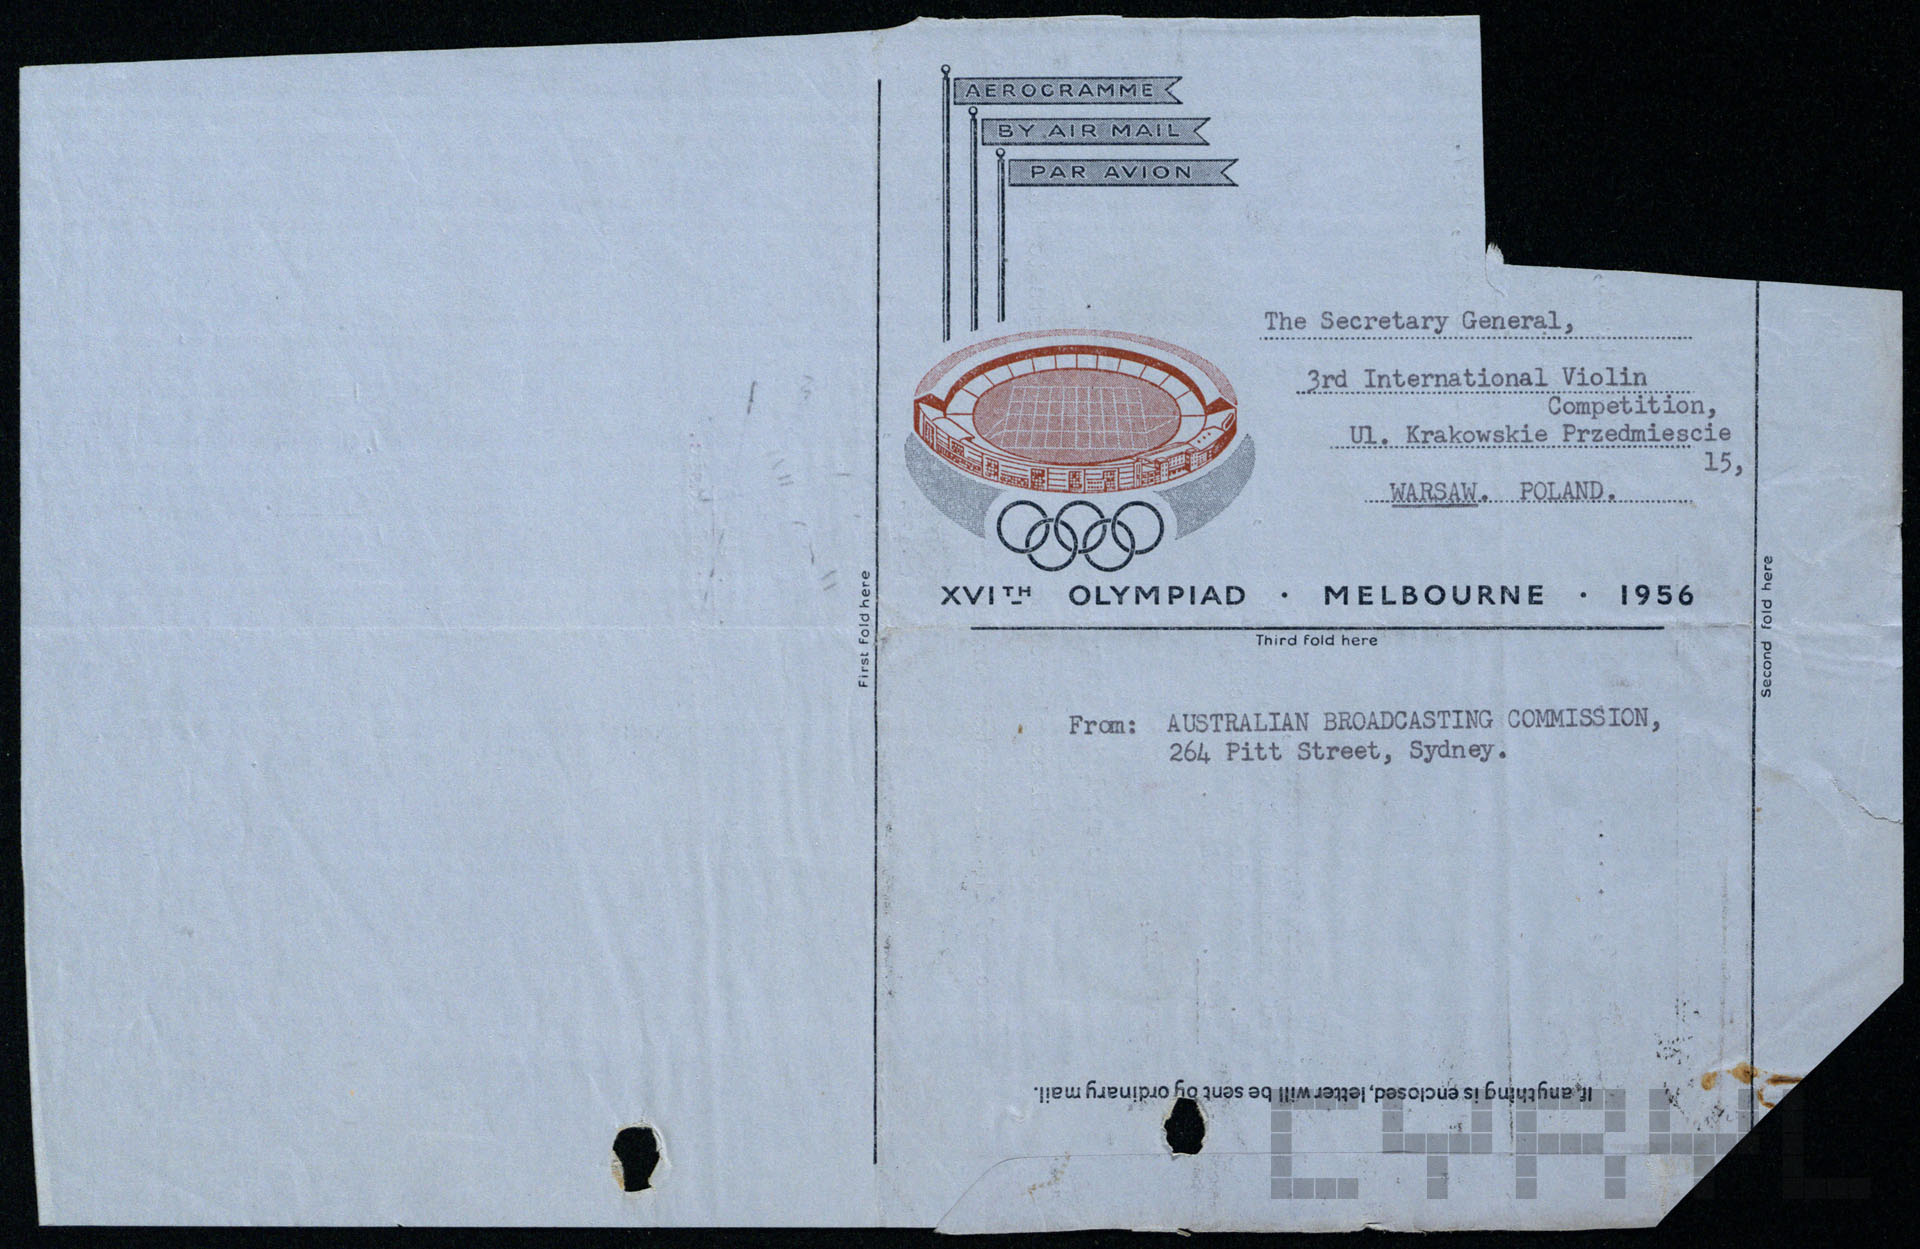 AEROGRAMME
BY AIR MAIL
PAR AVION
The Secretary General,
3rd International Violin
Competition,
Ul. Krakowskie Przedmiescie
15,
WARSAW. POLAND.
XVITH OLYMPIAD · MELBOURNE · 1956
First fold here
Second fold here
Third fold here
From: AUSTRALIAN BROADCASTING COMMISSION,
264 Pitt Street, Sydney.
If anything is enclosed, letter will be sent by ordinary mail.
CYRYL